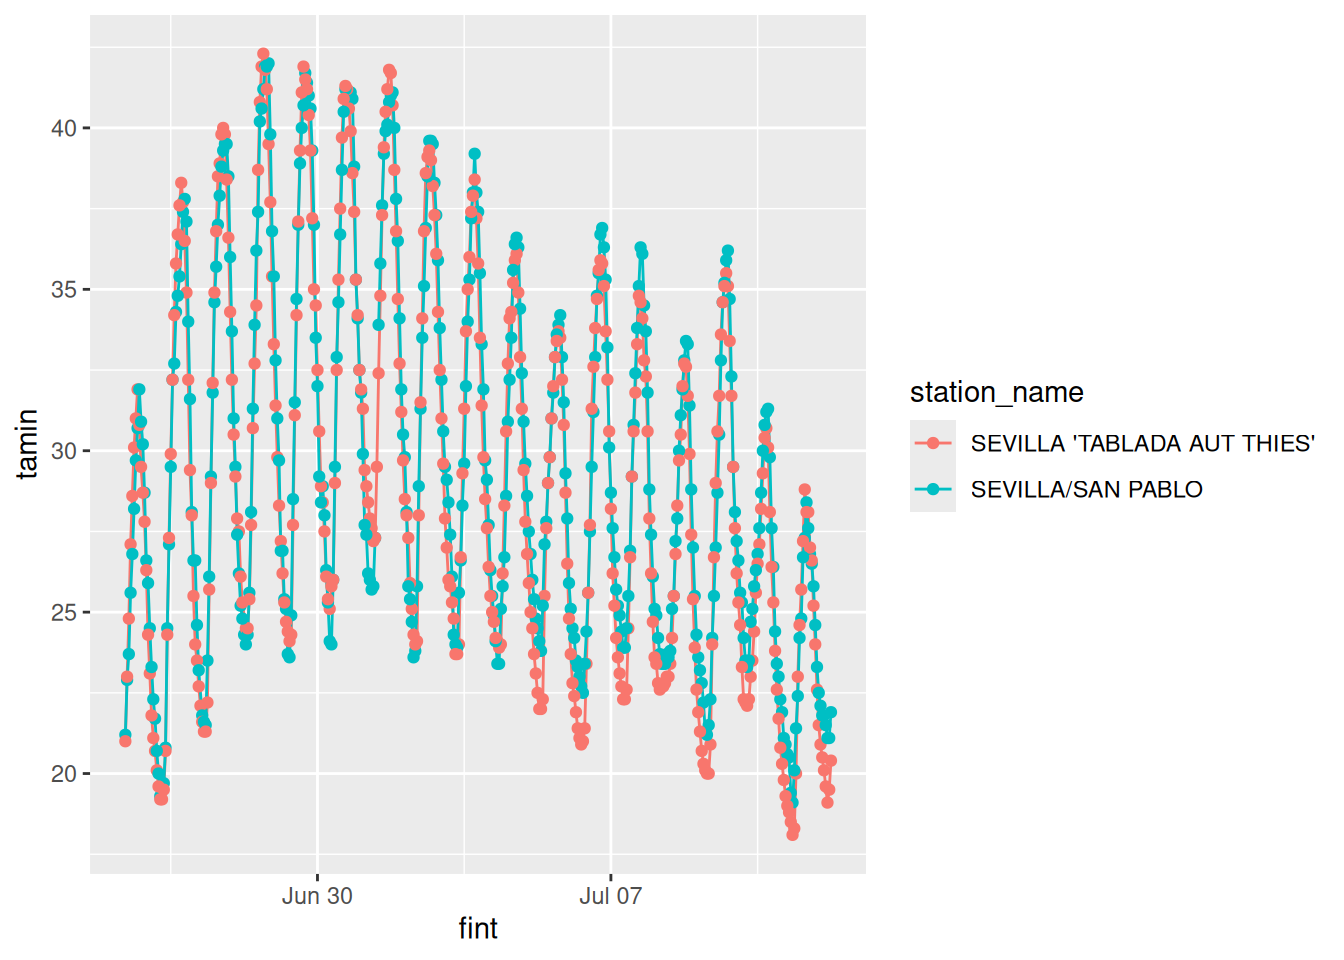 tamin
40
35
30
25
20
Jun 30
Jul 07
fint
station_name
SEVILLA 'TABLADA AUT THIES'
SEVILLA/SAN PABLO